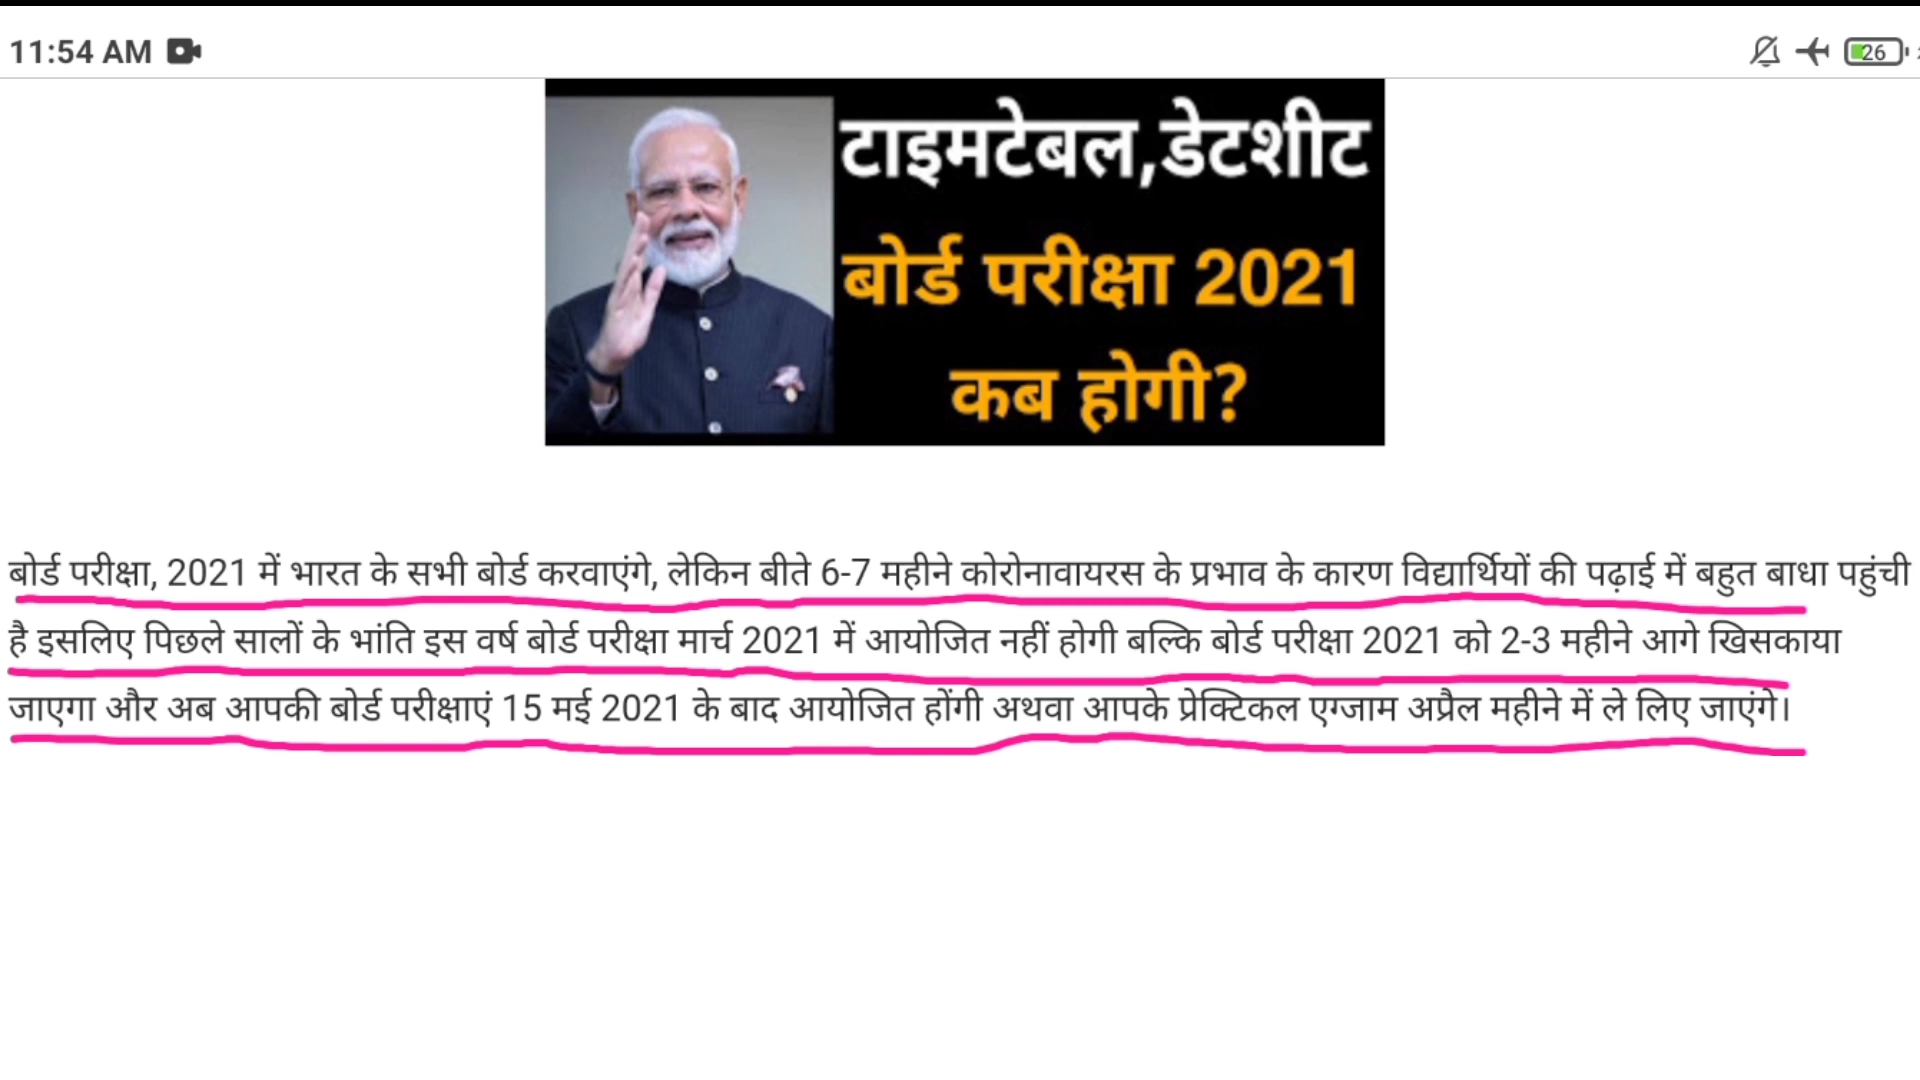 11:54 AM
26
टाइमटेबल,डेटशीट
बोर्ड परीक्षा 2021
कब होगी?
बोर्ड परीक्षा, 2021 में भारत के सभी बोर्ड करवाएंगे, लेकिन बीते 6-7 महीने कोरोनावायरस के प्रभाव के कारण विद्यार्थियों की पढ़ाई में बहुत बाधा पहुंची
है इसलिए पिछले सालों के भांति इस वर्ष बोर्ड परीक्षा मार्च 2021 में आयोजित नहीं होगी बल्कि बोर्ड परीक्षा 2021 को 2-3 महीने आगे खिसकाया
जाएगा और अब आपकी बोर्ड परीक्षाएं 15 मई 2021 के बाद आयोजित होंगी अथवा आपके प्रेक्टिकल एग्जाम अप्रैल महीने में ले लिए जाएंगे।